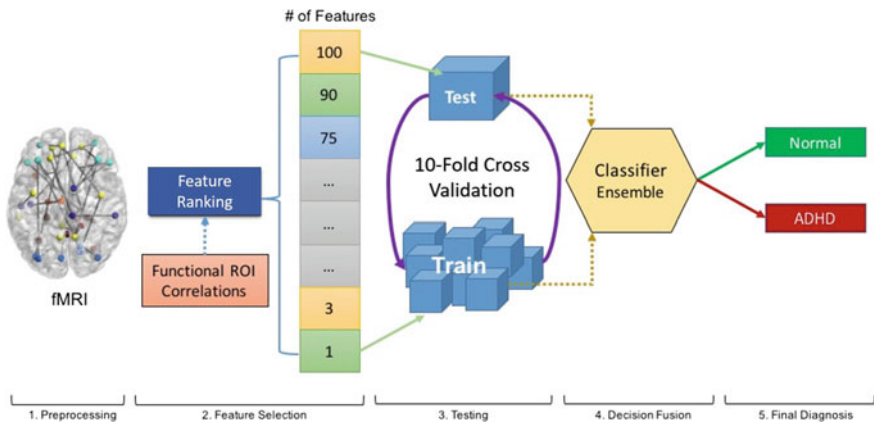 # of Features
100
90
75
...
...
...
3
1
fMRI
Feature
Ranking
Functional ROI
Correlations
Test
10-Fold Cross
Validation
Train
Classifier
Ensemble
Normal
ADHD
1. Preprocessing
2. Feature Selection
3. Testing
4. Decision Fusion
5. Final Diagnosis